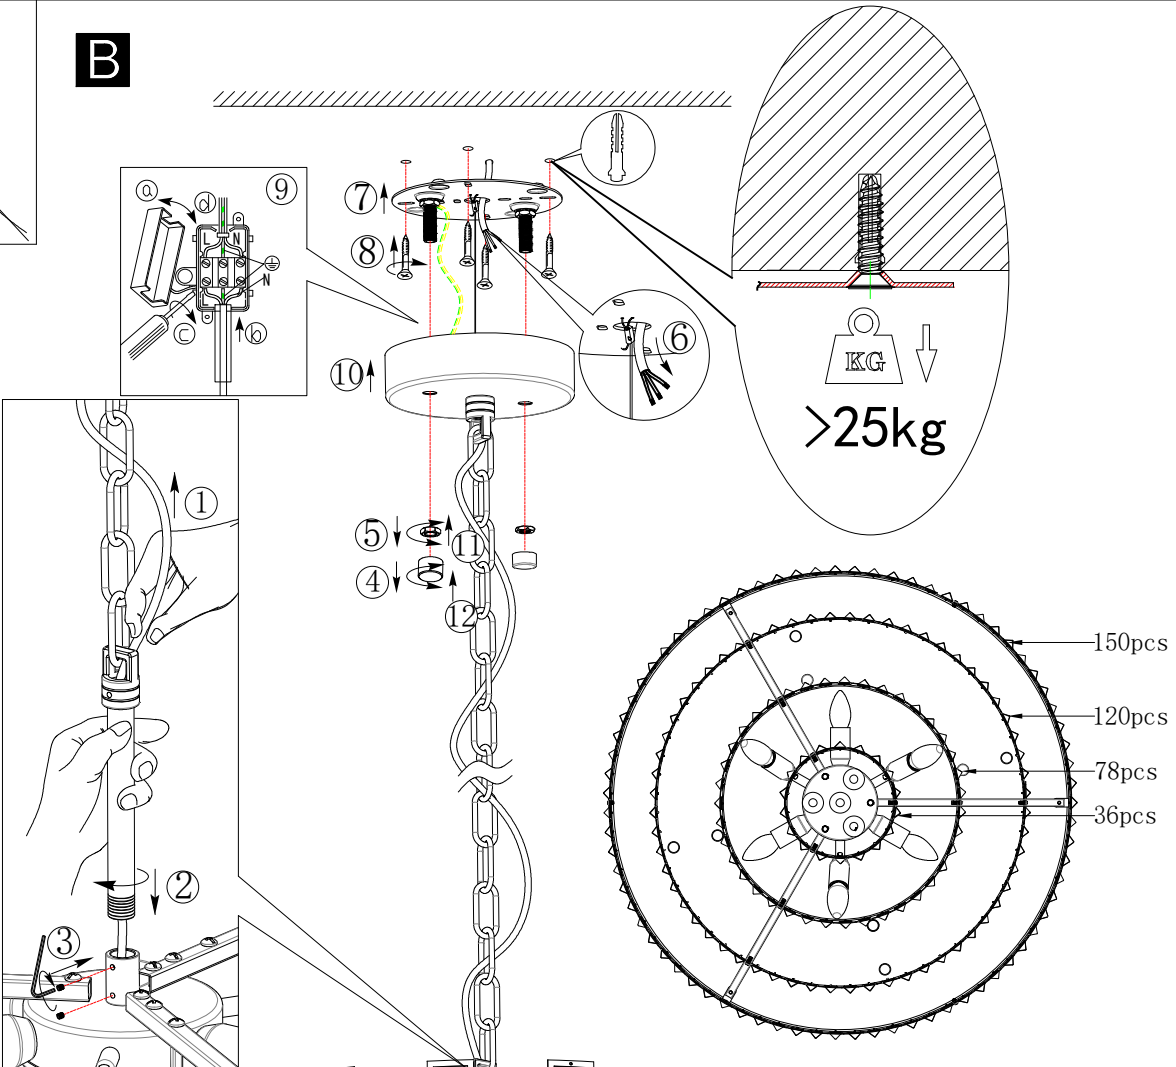 B
⑨
ⓐ
ⓓ
L N
N
ⓒ
ⓑ
⑦
⑧
⑥
⑩
KG
>25kg
①
⑤
⑪
④
⑫
②
③
150pcs
120pcs
78pcs
36pcs